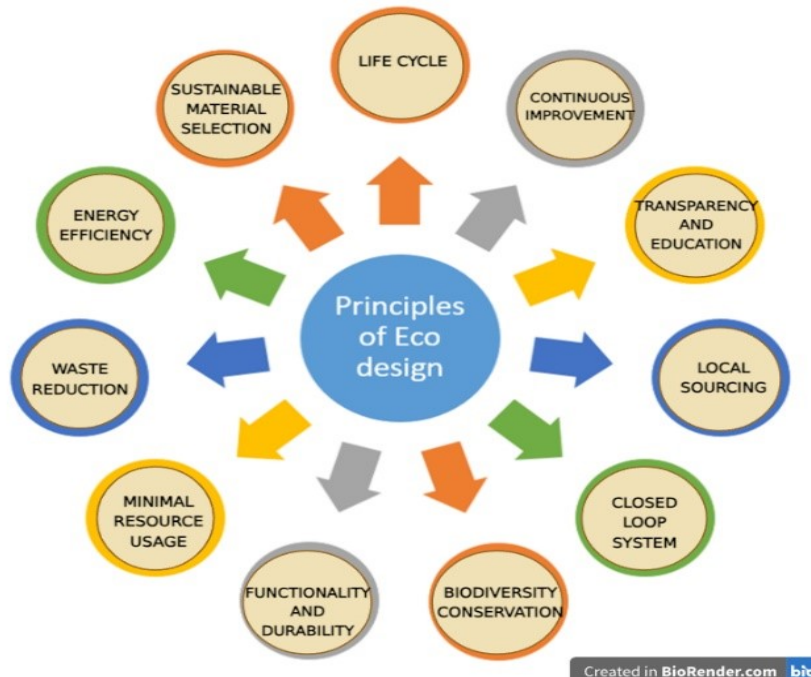 LIFE CYCLE
CONTINUOUS
IMPROVEMENT
TRANSPARENCY
AND
EDUCATION
LOCAL
SOURCING
CLOSED
LOOP
SYSTEM
BIODIVERSITY
CONSERVATION
FUNCTIONALITY
AND
DURABILITY
MINIMAL
RESOURCE
USAGE
WASTE
REDUCTION
ENERGY
EFFICIENCY
SUSTAINABLE
MATERIAL
SELECTION
Principles
of Eco
design
Created in BioRender.com